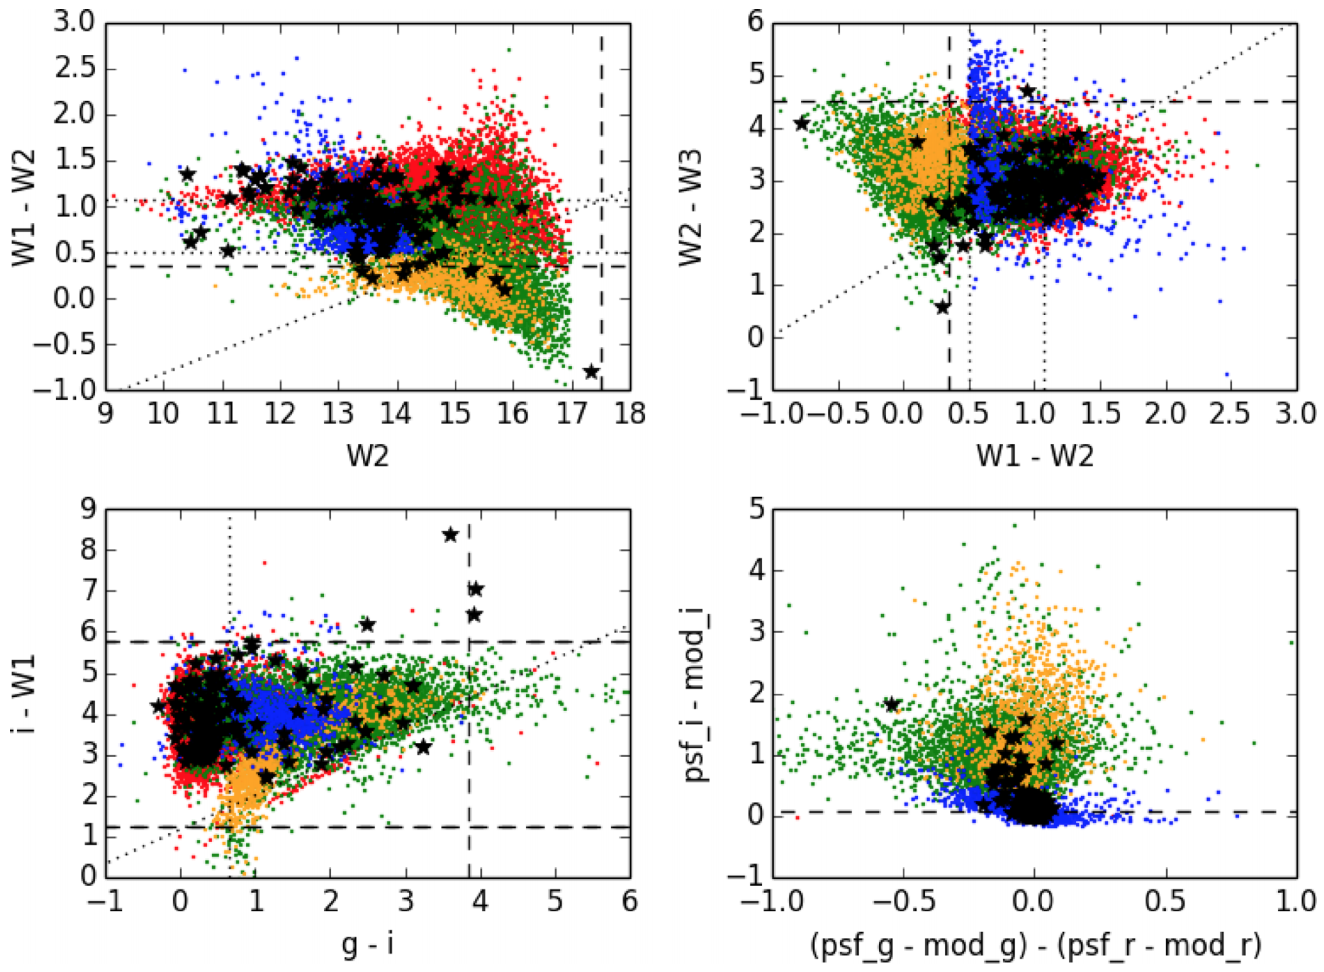 3.0
2.5
2.0
1.5
1.0
0.5
0.0
−0.5
−1.0
W1 - W2
9 10 11 12 13 14 15 16 17 18
W2
6
5
4
3
2
1
0
−1
W2 - W3
−1.0 −0.5 0.0 0.5 1.0 1.5 2.0 2.5 3.0
W1 - W2
9
8
7
6
5
4
3
2
1
0
i - W1
−1 0 1 2 3 4 5 6
g - i
5
4
3
2
1
0
−1
psf_i - mod_i
−1.0 −0.5 0.0 0.5 1.0
(psf_g - mod_g) - (psf_r - mod_r)